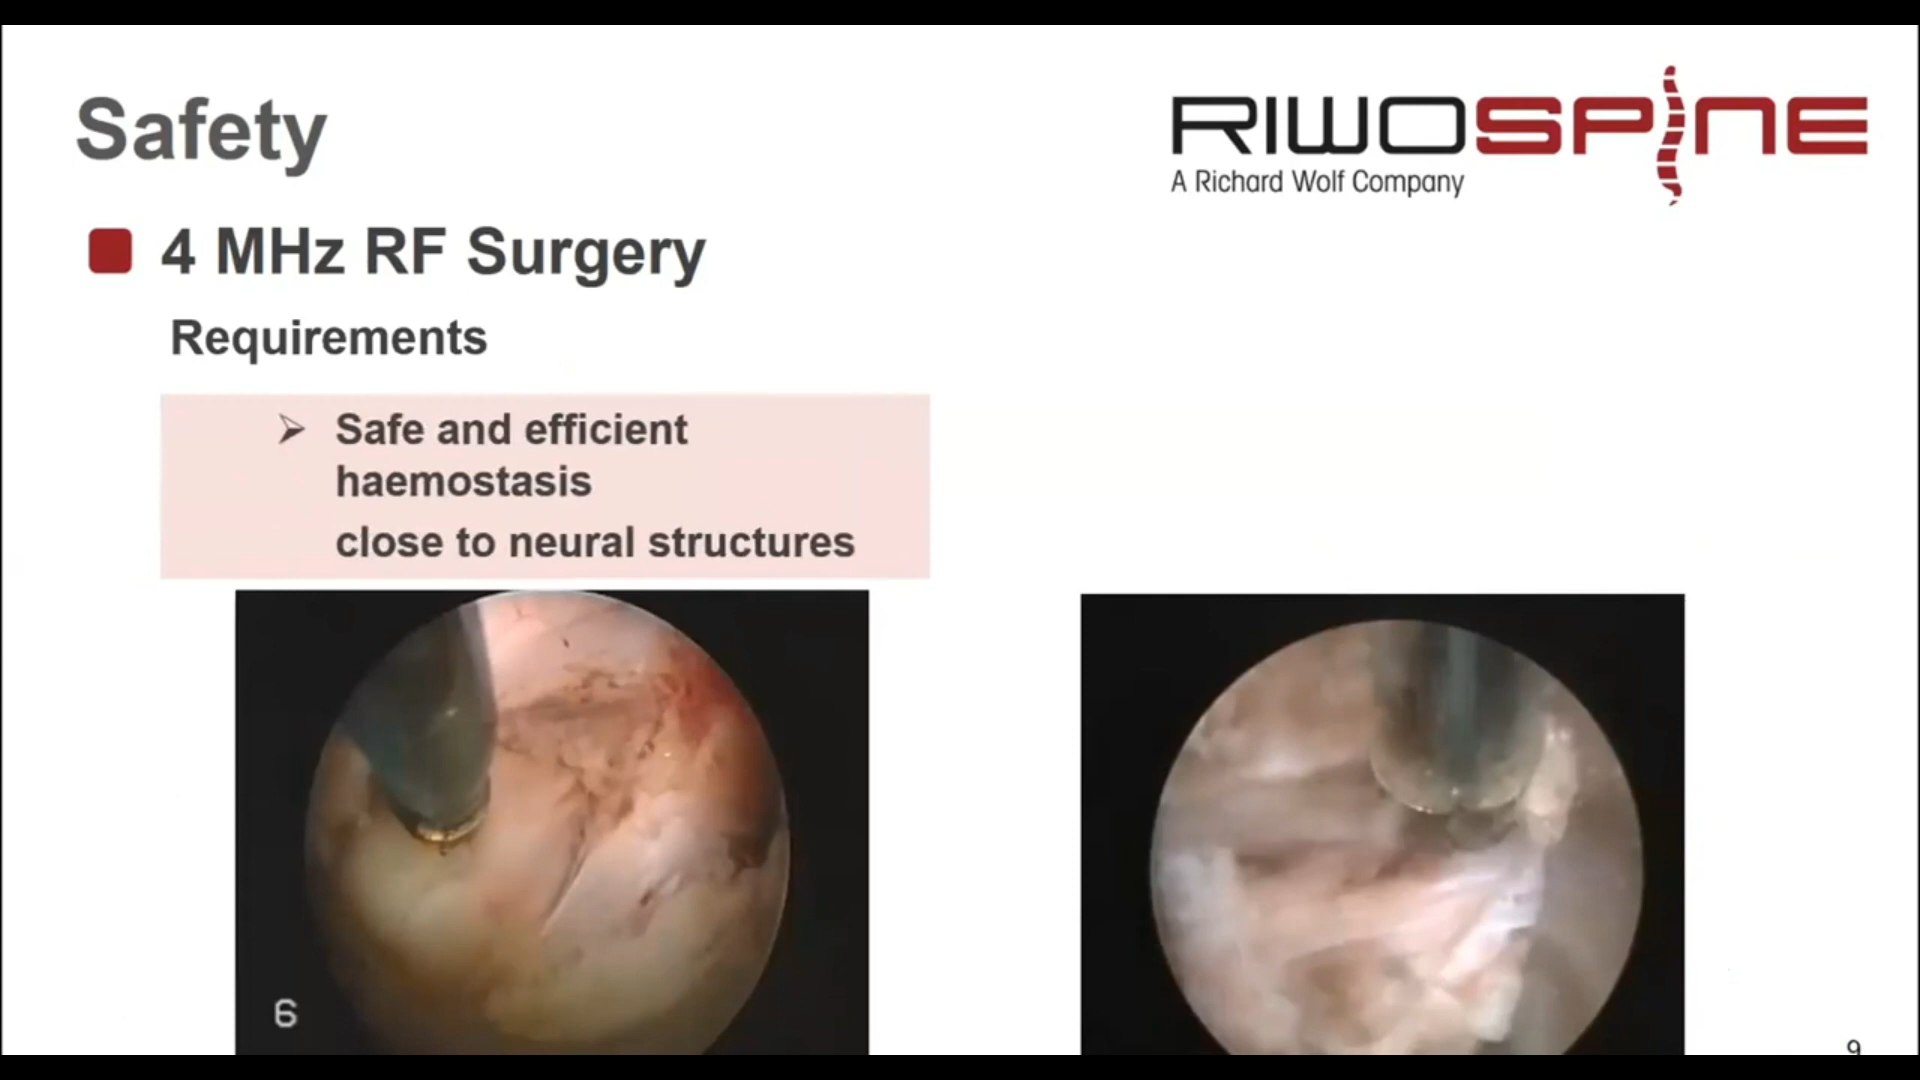 Safety
RIWOSPINE
A Richard Wolf Company
4 MHz RF Surgery
Requirements
➢ Safe and efficient
haemostasis
close to neural structures
6
9